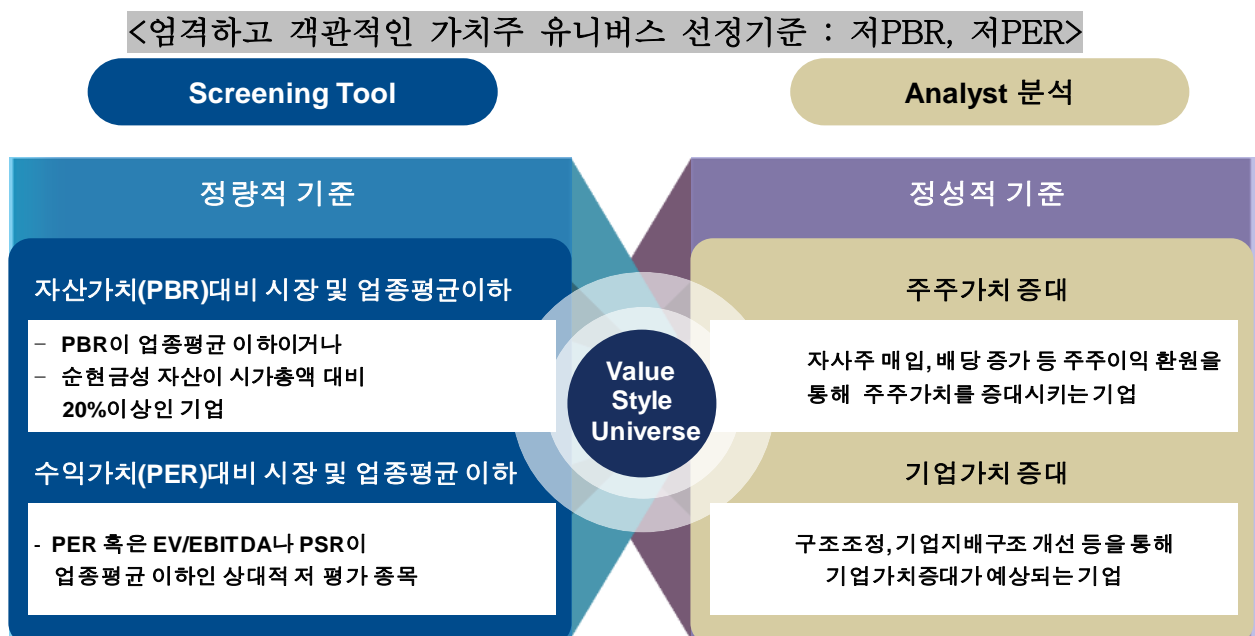 <엄격하고 객관적인 가치주 유니버스 선정기준 : 저PBR, 저PER>
Screening Tool
정량적 기준
자산가치(PBR)대비 시장 및 업종평균이하
– PBR이 업종평균 이하이거나
– 순현금성 자산이 시가총액 대비
20%이상인 기업
수익가치(PER)대비 시장 및 업종평균 이하
- PER 혹은 EV/EBITDA나 PSR이
업종평균 이하인 상대적 저 평가 종목
Value
Style
Universe
Analyst 분석
정성적 기준
주주가치 증대
자사주 매입, 배당 증가 등 주주이익 환원을
통해 주주가치를 증대시키는 기업
기업가치 증대
구조조정, 기업지배구조 개선 등을 통해
기업가치증대가 예상되는 기업